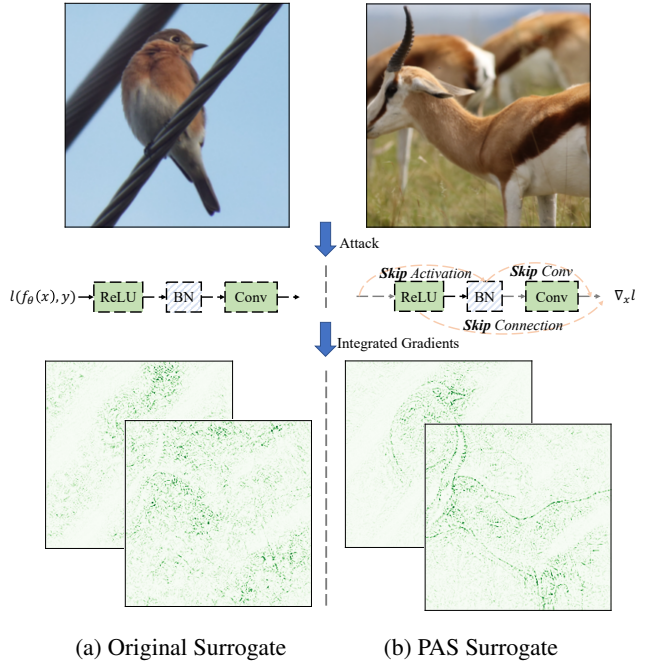 Attack
l(f_θ(x), y) ReLU BN Conv
Skip Activation Skip Conv
ReLU BN Conv ∇_x l
Skip Connection
Integrated Gradients
(a) Original Surrogate (b) PAS Surrogate